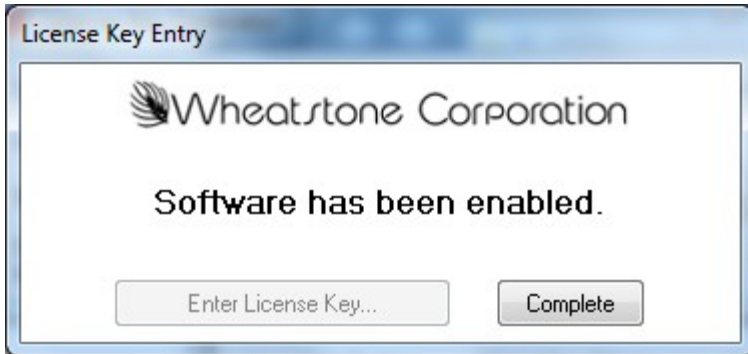 License Key Entry
Wheatstone Corporation
Software has been enabled.
Enter License Key... Complete